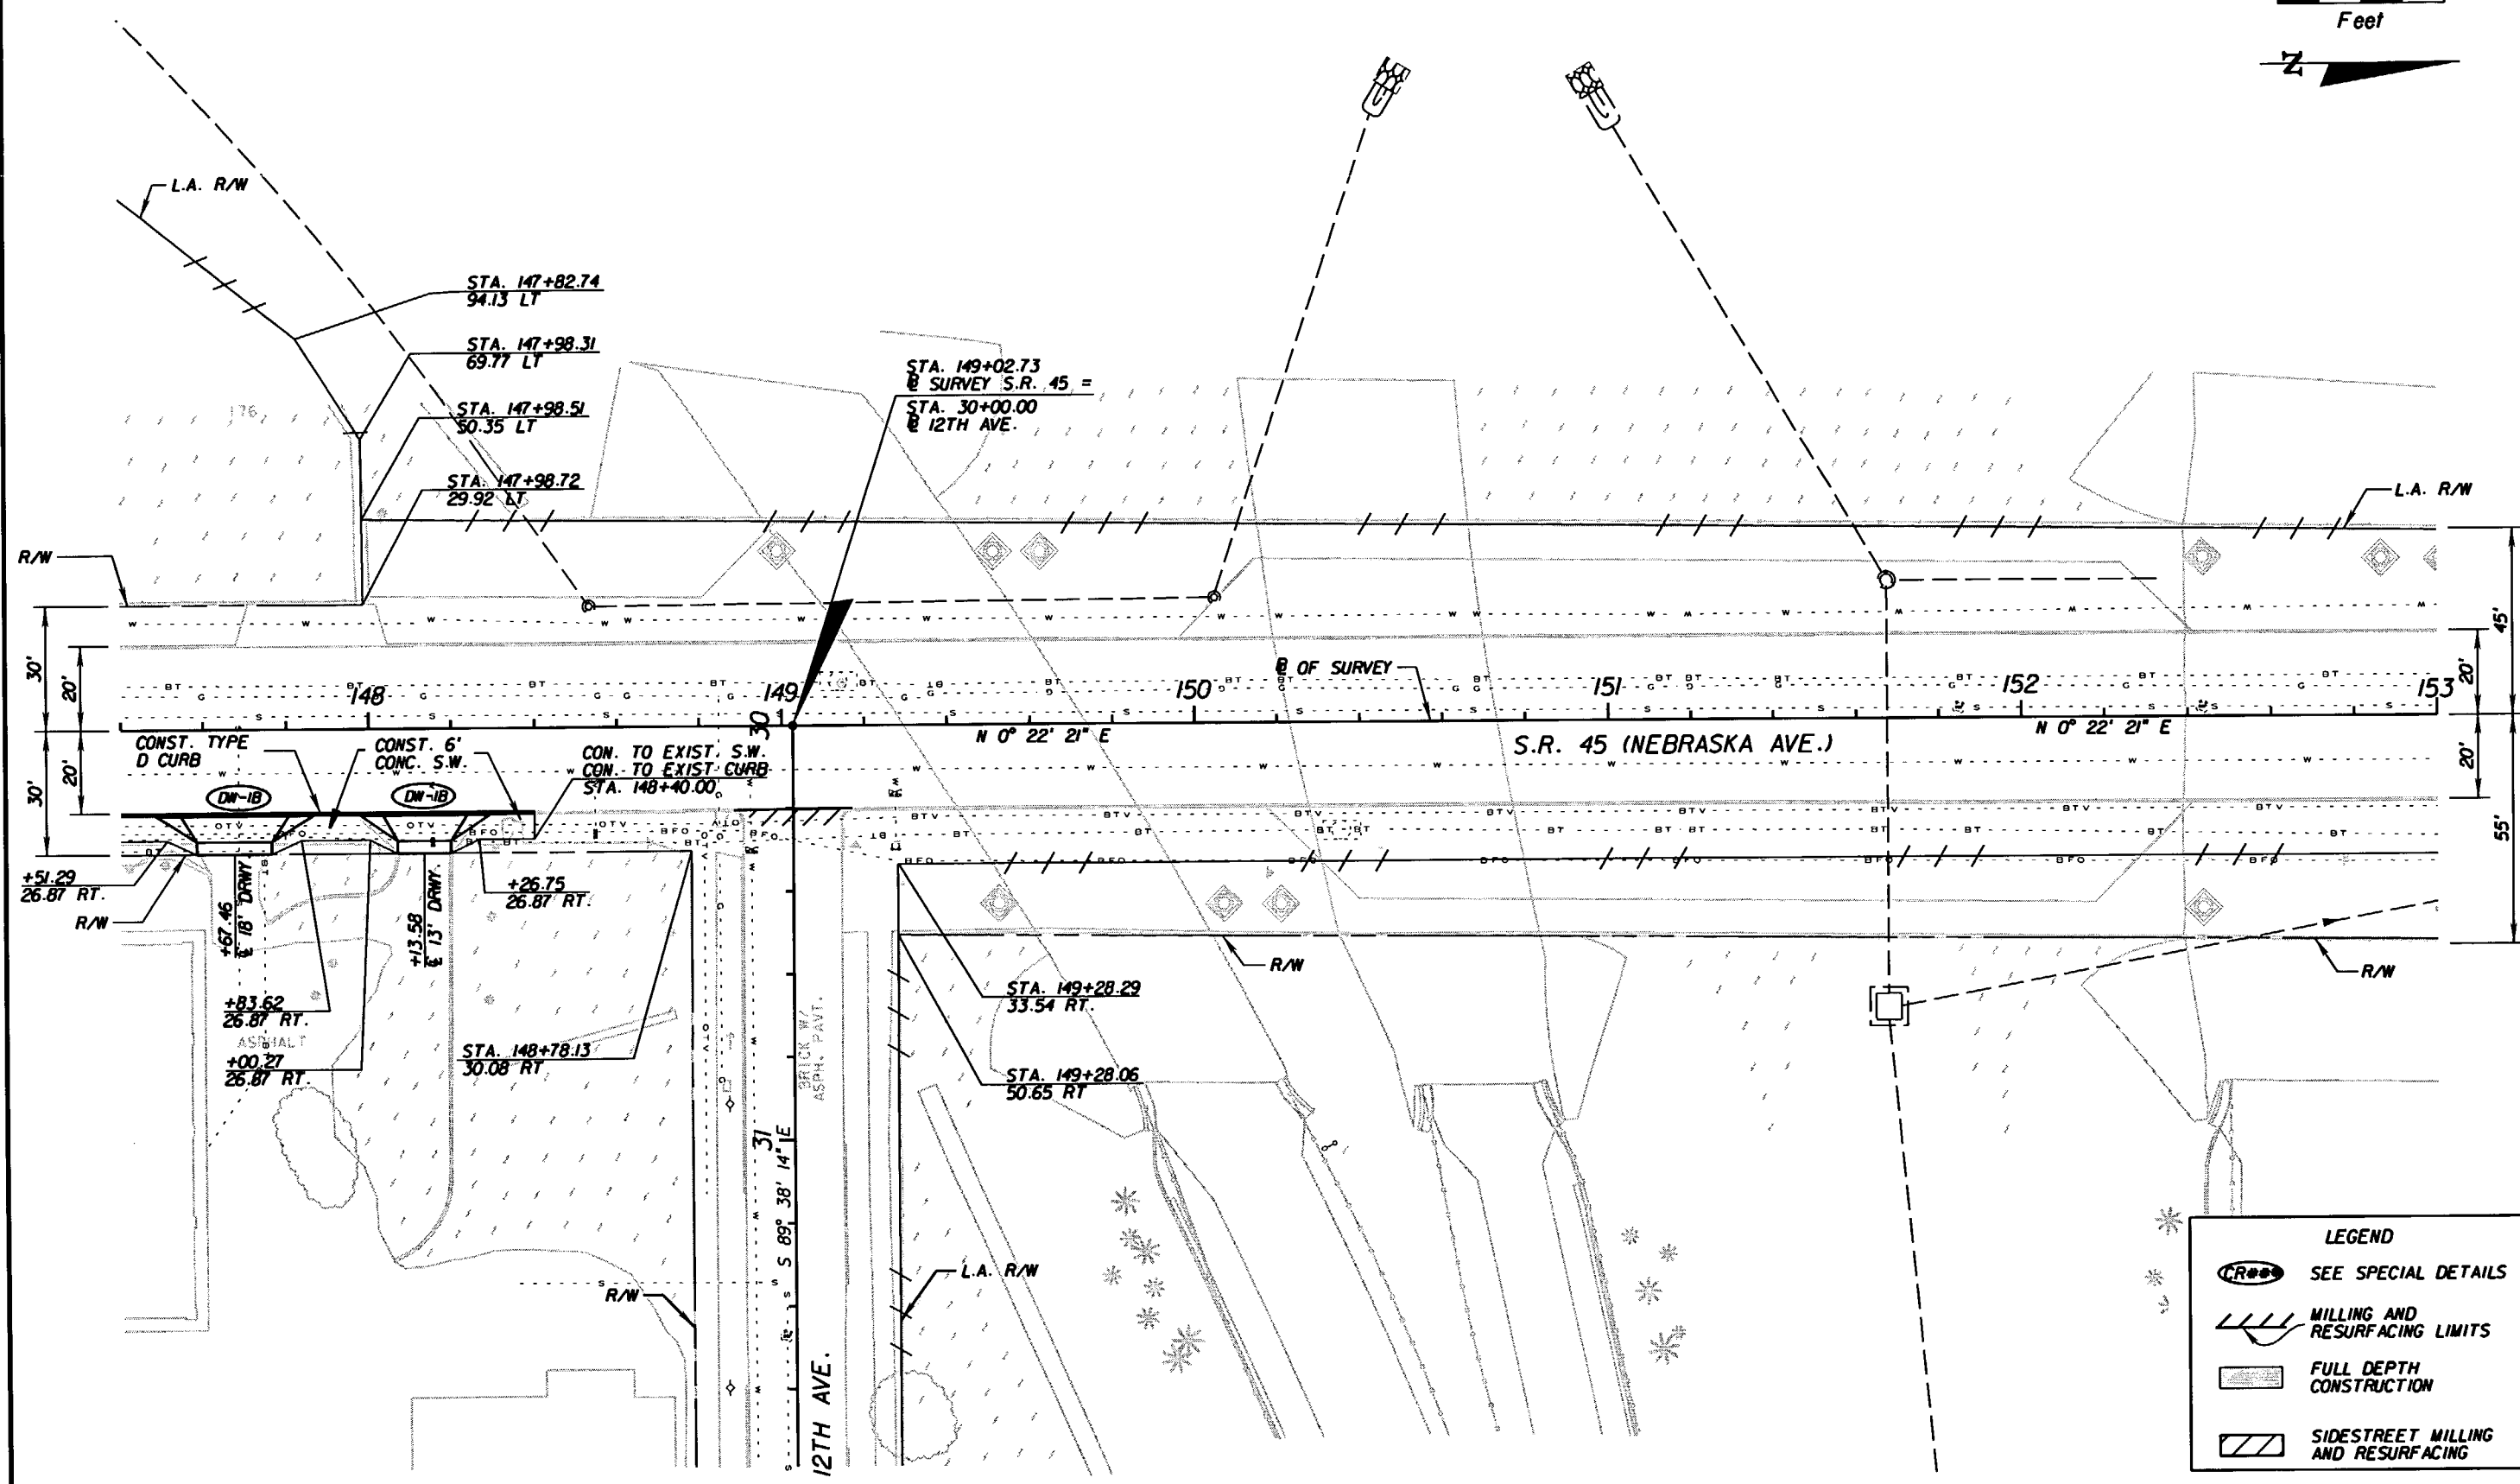 Feet
N
L.A. R/W
STA. 147+82.74
94.13 LT
STA. 147+98.31
69.77 LT
STA. 147+98.51
50.35 LT
STA. 147+98.72
29.92 LT
176
STA. 149+02.73
℄ SURVEY S.R. 45 =
STA. 30+00.00
℄ 12TH AVE.
L.A. R/W
R/W
30'
20'
30'
20'
45'
20'
20'
55'
148
149
150
151
152
153
30
℄ OF SURVEY
N 0° 22' 21" E
S.R. 45 (NEBRASKA AVE.)
N 0° 22' 21" E
CONST. TYPE
D CURB
CONST. 6'
CONC. S.W.
CON. TO EXIST. S.W.
CON. TO EXIST. CURB
STA. 148+40.00
DW-1B
DW-1B
+51.29
26.87 RT.
R/W
+67.46
℄ 18' DRWY
+13.58
℄ 13' DRWY.
+26.75
26.87 RT.
+83.62
26.87 RT.
ASPHALT
+00.27
26.87 RT.
STA. 148+78.13
30.08 RT
BRICK W/
ASPH. PAVT.
STA. 149+28.29
33.54 RT.
STA. 149+28.06
50.65 RT
R/W
R/W
31
S 89° 38' 14" E
12TH AVE.
L.A. R/W
R/W
LEGEND
SEE SPECIAL DETAILS
MILLING AND
RESURFACING LIMITS
FULL DEPTH
CONSTRUCTION
SIDESTREET MILLING
AND RESURFACING